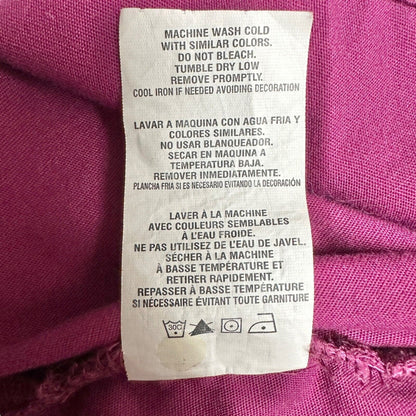 MACHINE WASH COLD
WITH SIMILAR COLORS.
DO NOT BLEACH.
TUMBLE DRY LOW
REMOVE PROMPTLY.
COOL IRON IF NEEDED AVOIDING DECORATION
LAVAR A MAQUINA CON AGUA FRIA Y
COLORES SIMILARES.
NO USAR BLANQUEADOR.
SECAR EN MAQUINA A
TEMPERATURA BAJA.
REMOVER INMEDIATAMENTE.
PLANCHA FRIA SI ES NECESARIO EVITANDO LA DECORACIÓN
LAVER À LA MACHINE
AVEC COULEURS SEMBLABLES
À L'EAU FROIDE.
NE PAS UTILISEZ DE L'EAU DE JAVEL.
SÉCHER À LA MACHINE
À BASSE TEMPÉRATURE ET
RETIRER RAPIDEMENT.
REPASSER À BASSE TEMPÉRATURE
SI NÉCESSAIRE ÉVITANT TOUTE GARNITURE
30C